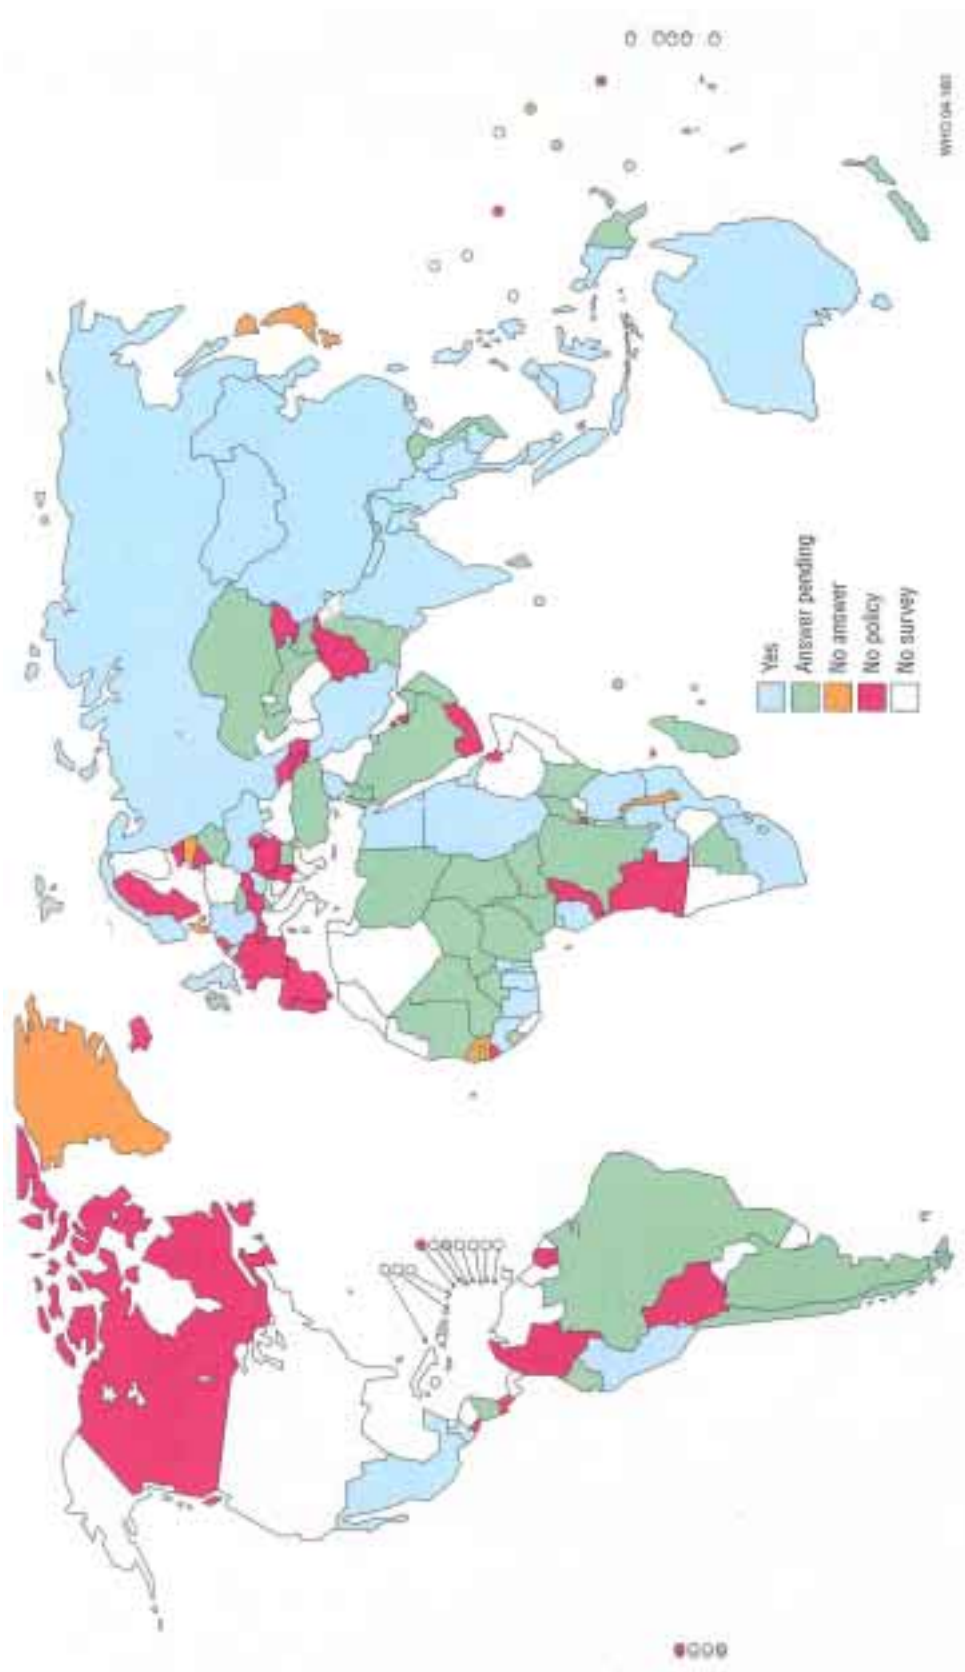 Yes
Answer pending
No answer
No policy
No survey